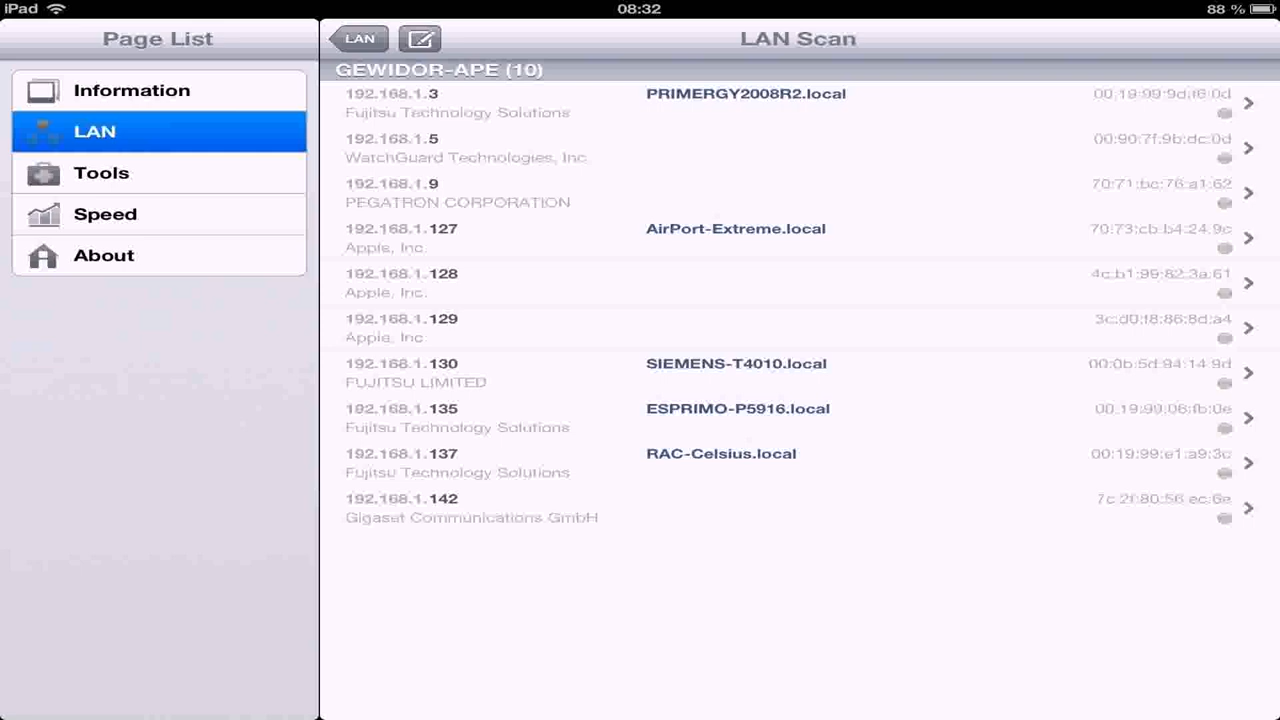 iPad 08:32 88 %
Page List
Information
LAN
Tools
Speed
About
LAN LAN Scan
GEWIDOR-APE (10)
192.168.1.3 PRIMERGY2008R2.local 00:19:99:9d:f6:0d
Fujitsu Technology Solutions
192.168.1.5 00:90:7f:9b:dc:0d
WatchGuard Technologies, Inc.
192.168.1.9 70:71:bc:76:a1:62
PEGATRON CORPORATION
192.168.1.127 AirPort-Extreme.local 70:73:cb:b4:24:9c
Apple, Inc.
192.168.1.128 4c:b1:99:82:3a:61
Apple, Inc.
192.168.1.129 3c:d0:f8:86:8d:a4
Apple, Inc.
192.168.1.130 SIEMENS-T4010.local 00:0b:5d:94:14:9d
FUJITSU LIMITED
192.168.1.135 ESPRIMO-P5916.local 00:19:99:06:fb:0e
Fujitsu Technology Solutions
192.168.1.137 RAC-Celsius.local 00:19:99:e1:a9:3c
Fujitsu Technology Solutions
192.168.1.142 7c:2f:80:56:ec:6e
Gigaset Communications GmbH